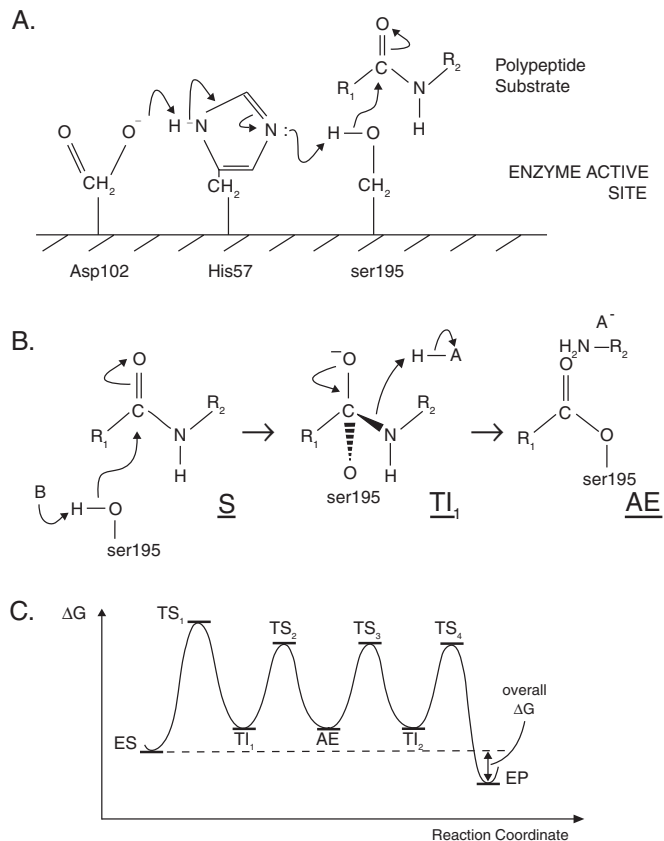 A.
O
C
R₁
N
R₂
H
Polypeptide
Substrate
O
O⁻
H
N
N:
H
O
CH₂
CH₂
CH₂
ENZYME ACTIVE
SITE
Asp102
His57
ser195
B.
O
C
R₁
N
R₂
H
B
H
O
ser195
S
⁻O
H
A
C
R₁
N
R₂
H
O
ser195
TI₁
A⁻
H₂N
R₂
O
C
R₁
O
ser195
AE
C.
ΔG
TS₁
TS₂
TS₃
TS₄
overall
ΔG
ES
TI₁
AE
TI₂
EP
Reaction Coordinate